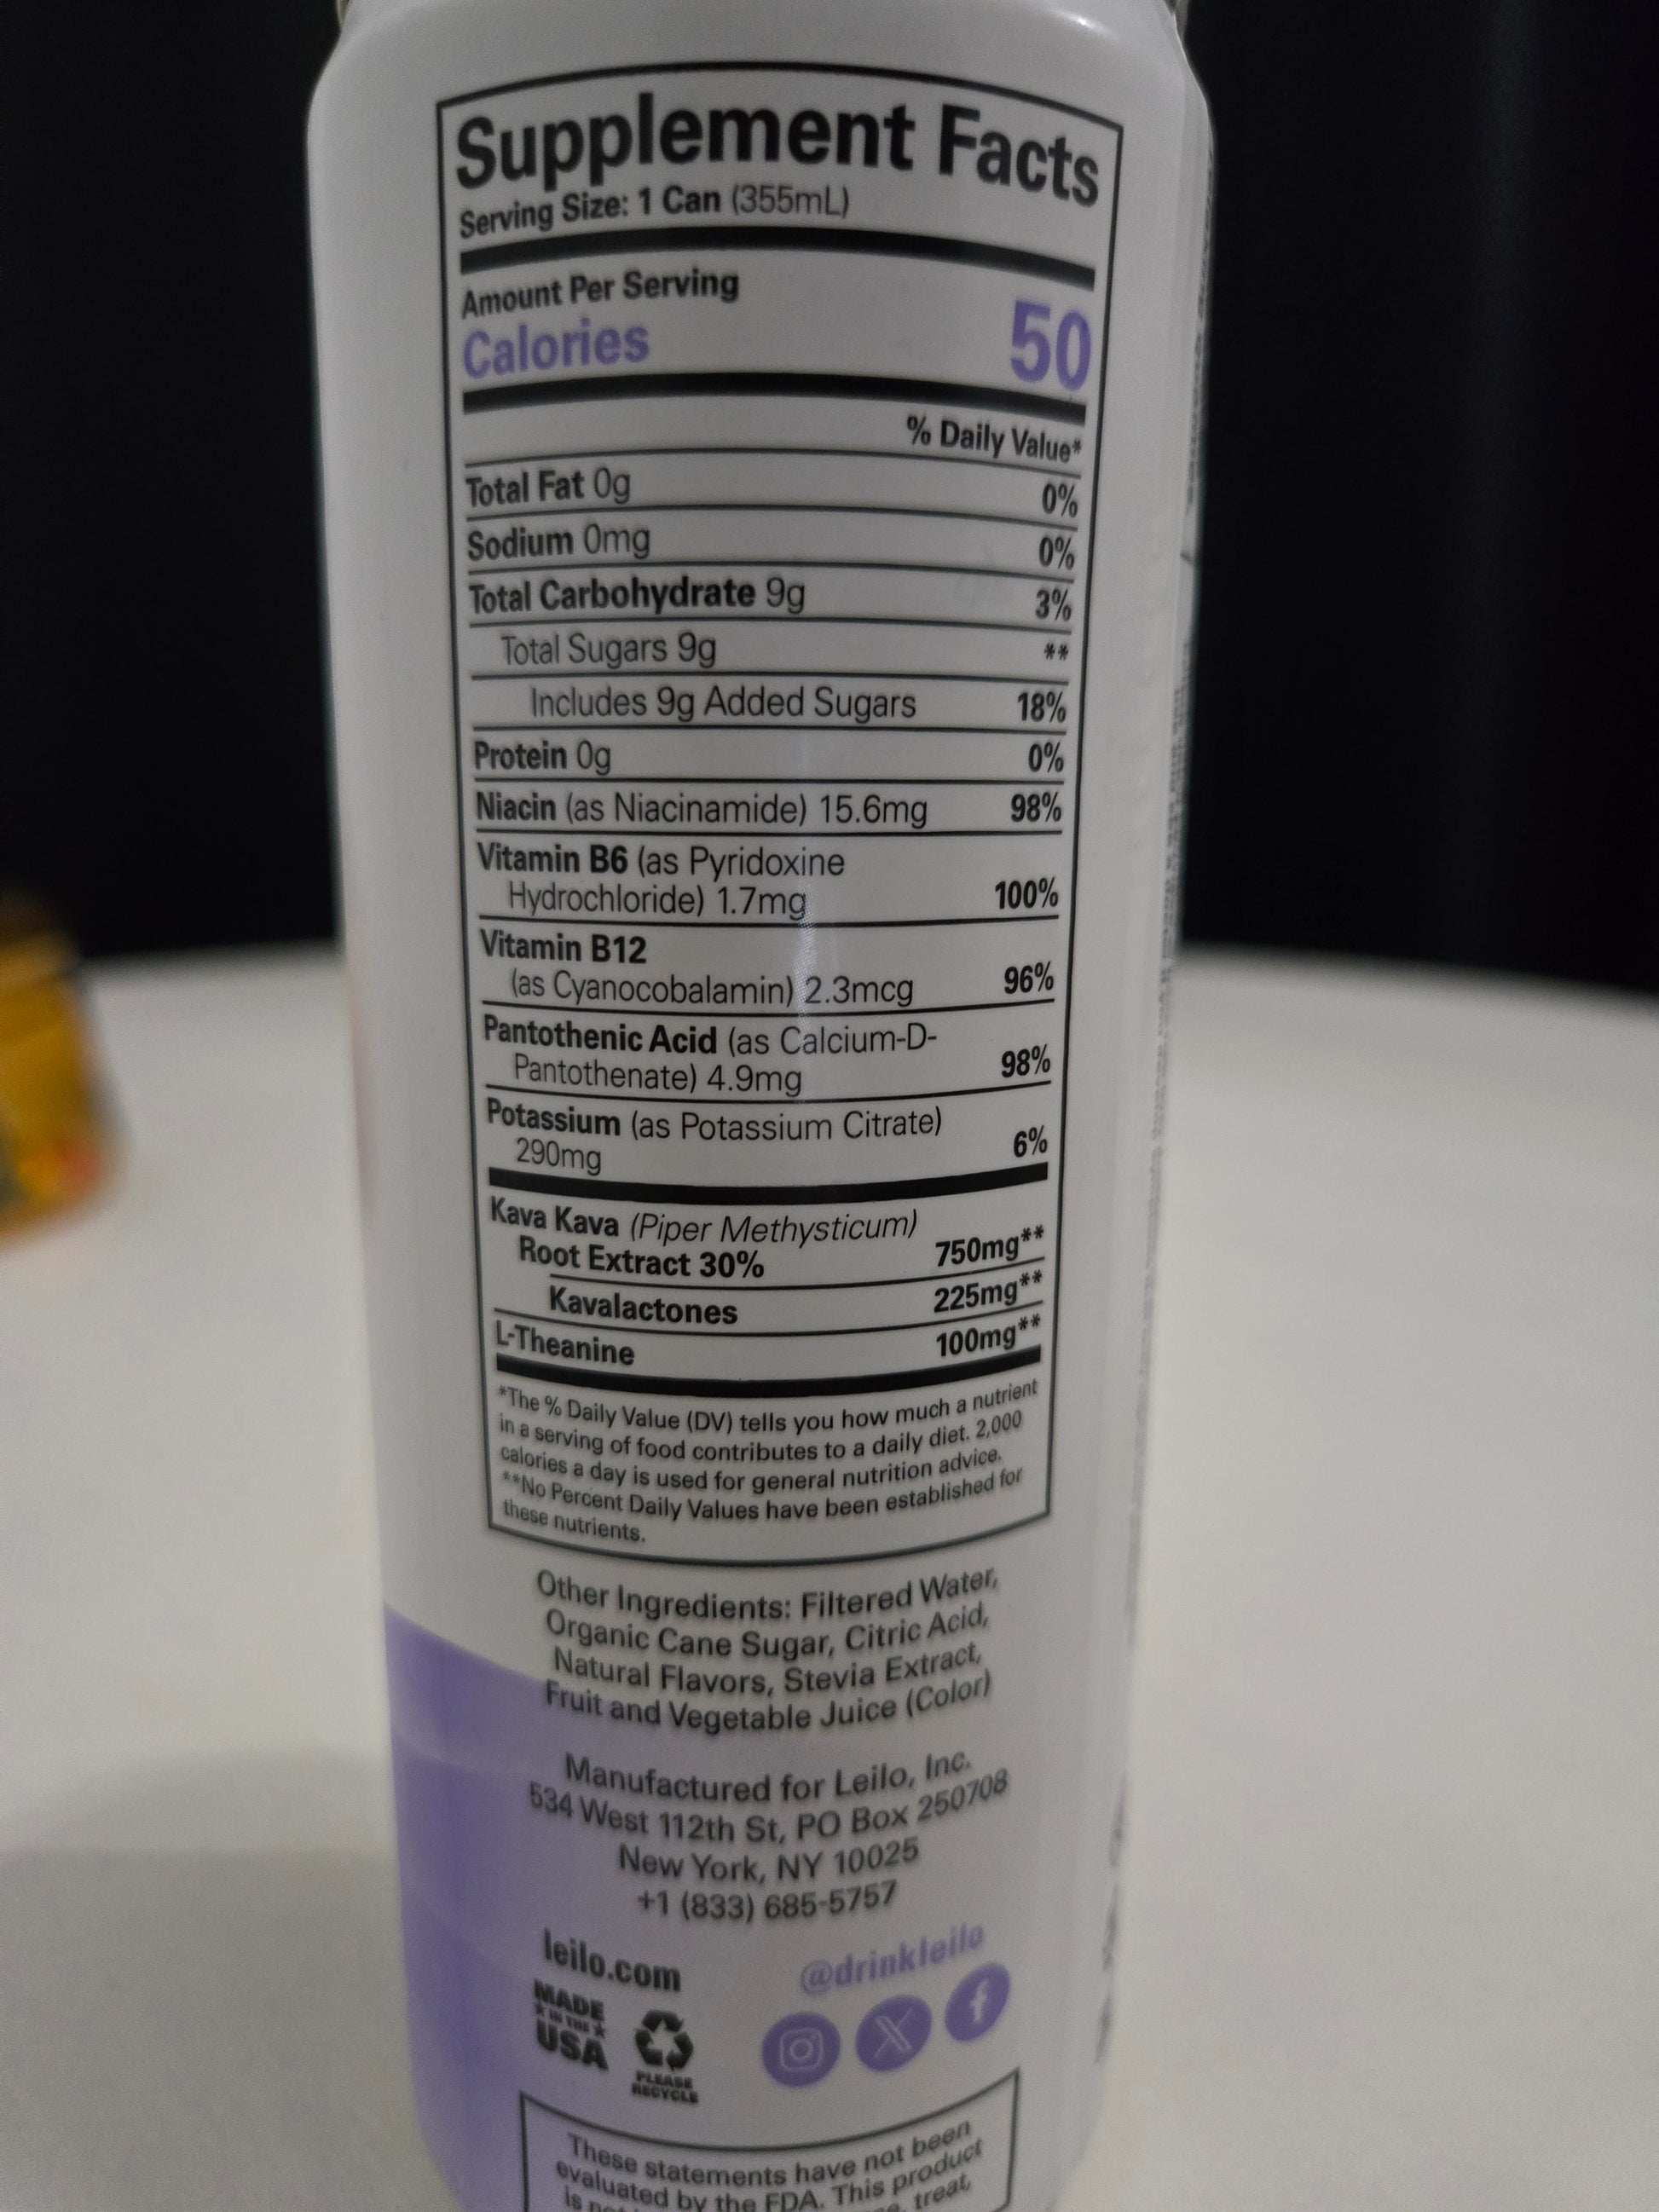 Supplement Facts
Serving Size: 1 Can (355mL)
Amount Per Serving
Calories 50
% Daily Value*
Total Fat 0g 0%
Sodium 0mg 0%
Total Carbohydrate 9g 3%
Total Sugars 9g **
Includes 9g Added Sugars 18%
Protein 0g 0%
Niacin (as Niacinamide) 15.6mg 98%
Vitamin B6 (as Pyridoxine
Hydrochloride) 1.7mg 100%
Vitamin B12
(as Cyanocobalamin) 2.3mcg 96%
Pantothenic Acid (as Calcium-D-
Pantothenate) 4.9mg 98%
Potassium (as Potassium Citrate)
290mg 6%
Kava Kava (Piper Methysticum)
Root Extract 30% 750mg**
Kavalactones 225mg**
L-Theanine 100mg**
*The % Daily Value (DV) tells you how much a nutrient
in a serving of food contributes to a daily diet. 2,000
calories a day is used for general nutrition advice.
**No Percent Daily Values have been established for
these nutrients.
Other Ingredients: Filtered Water,
Organic Cane Sugar, Citric Acid,
Natural Flavors, Stevia Extract,
Fruit and Vegetable Juice (Color)
Manufactured for Leilo, Inc.
534 West 112th St, PO Box 250708
New York, NY 10025
+1 (833) 685-5757
leilo.com @drinkleilo
MADE
IN THE
USA
PLEASE
RECYCLE
These statements have not been
evaluated by the FDA. This product
is treat,